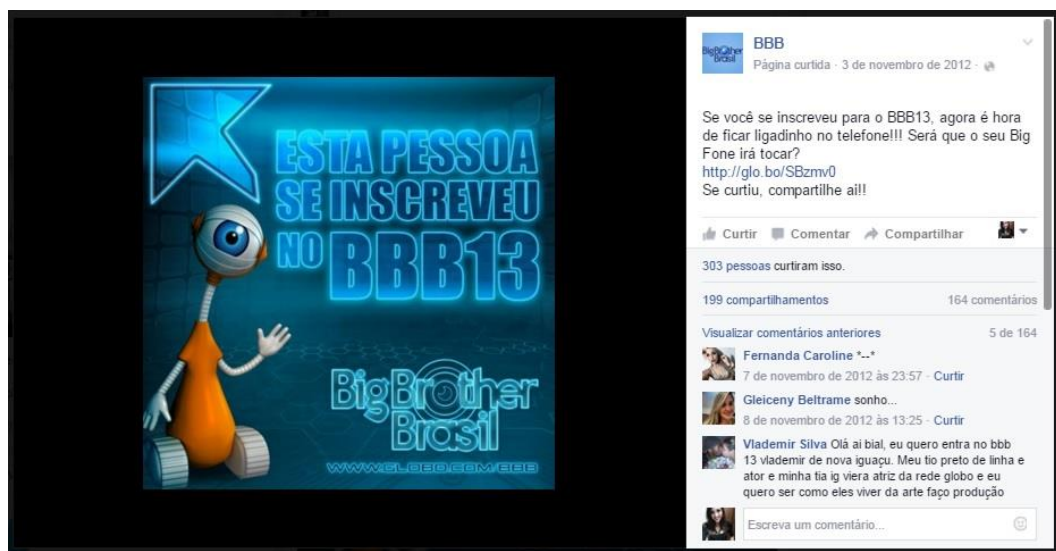 ESTA PESSOA
SE INSCREVEU
NO BBB13
BigBrother
Brasil
WWW.GLOBO.COM/BBB
BigBrother
Brasil
BBB
Página curtida · 3 de novembro de 2012 ·
Se você se inscreveu para o BBB13, agora é hora
de ficar ligadinho no telefone!!! Será que o seu Big
Fone irá tocar?
http://glo.bo/SBzmv0
Se curtiu, compartilhe ai!!
Curtir Comentar Compartilhar
303 pessoas curtiram isso.
199 compartilhamentos 164 comentários
Visualizar comentários anteriores 5 de 164
Fernanda Caroline *--*
7 de novembro de 2012 às 23:57 · Curtir
Gleiceny Beltrame sonho...
8 de novembro de 2012 às 13:25 · Curtir
Vlademir Silva Olá ai bial, eu quero entra no bbb
13 vlademir de nova iguaçu. Meu tio preto de linha e
ator e minha tia ig viera atriz da rede globo e eu
quero ser como eles viver da arte faço produção
Escreva um comentário...